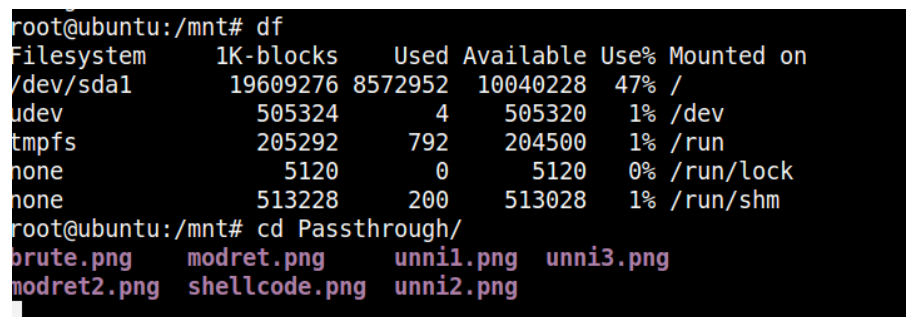 root@ubuntu:/mnt# df
Filesystem 1K-blocks Used Available Use% Mounted on
/dev/sda1 19609276 8572952 10040228 47% /
udev 505324 4 505320 1% /dev
tmpfs 205292 792 204500 1% /run
none 5120 0 5120 0% /run/lock
none 513228 200 513028 1% /run/shm
root@ubuntu:/mnt# cd Passthrough/
brute.png modret.png unni1.png unni3.png
modret2.png shellcode.png unni2.png